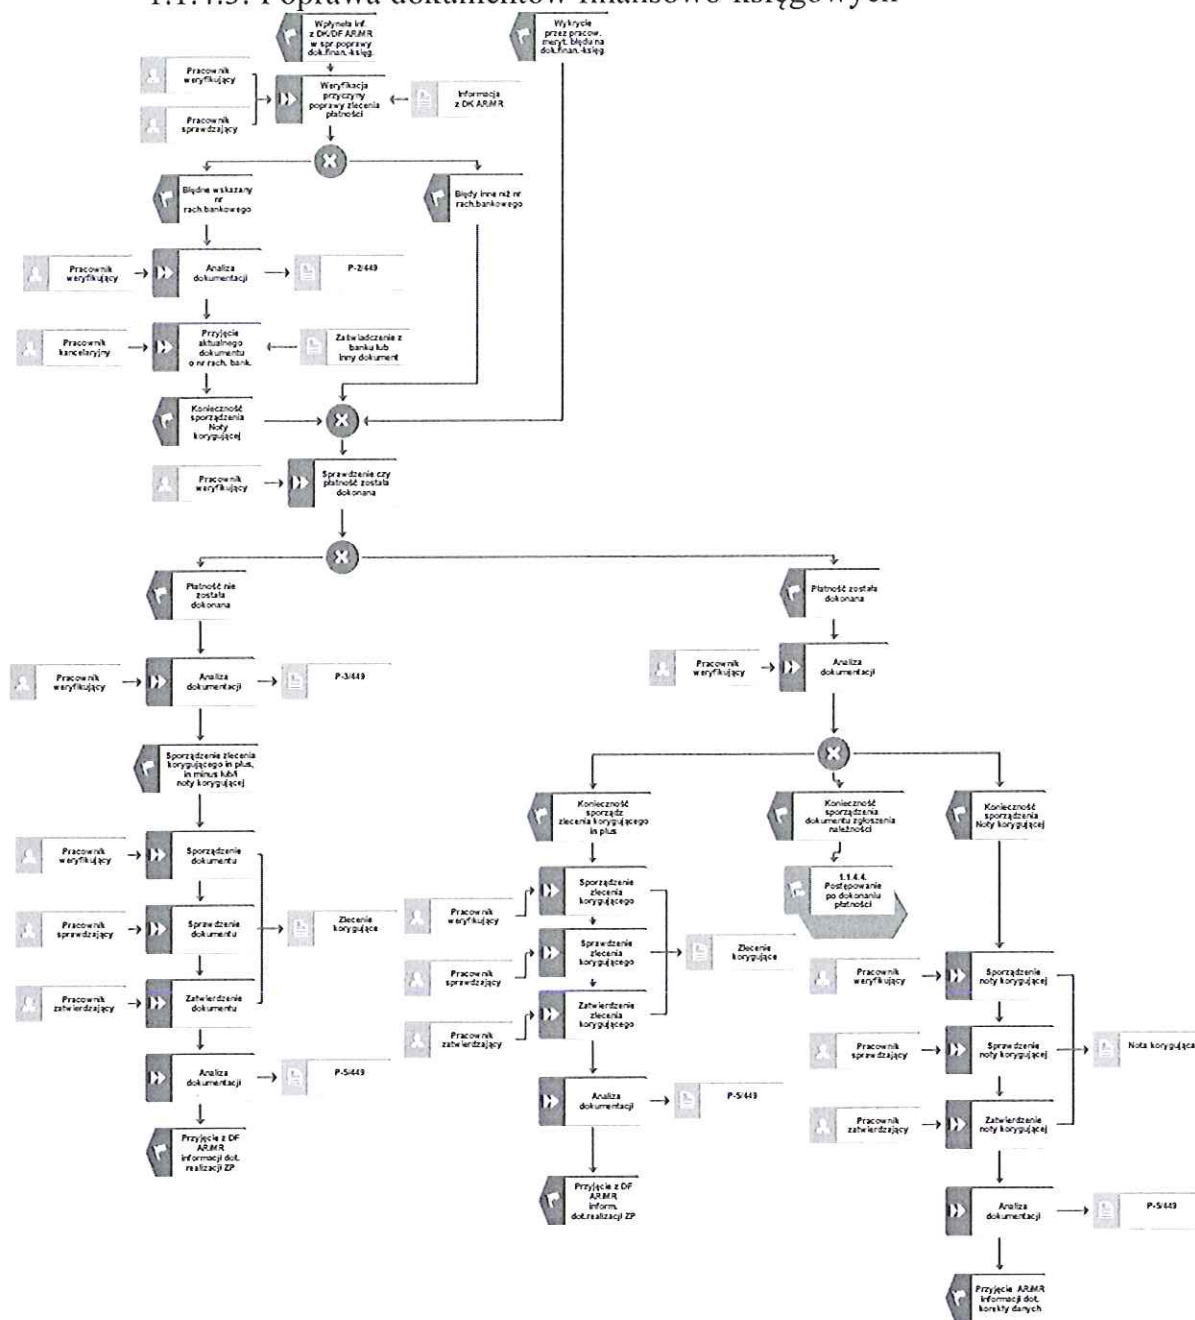 1.1.4.3. Poprawa dokumentów finansowo-księgowych
Wpłynęła inf.
z DK/DF ARiMR
w spr.poprawy
dok.finan.-księg.
Wykrycie
przez pracow.
meryt. błędu na
dok.finan.-księg.
Pracownik
weryfikujący
Pracownik
sprawdzający
Weryfikacja
przyczyny
poprawy zlecenia
płatności
Informacja
z DK ARiMR
Błędne wskazany
nr
rach.bankowego
Błędy inne niż nr
rach.bankowego
Pracownik
weryfikujący
Analiza
dokumentacji
P-2/449
Pracownik
kancelaryjny
Przyjęcie
aktualnego
dokumentu
o nr rach. bank.
Zaświadczenie z
banku lub
inny dokument
Konieczność
sporządzenia
Noty
korygującej
Pracownik
weryfikujący
Sprawdzenie czy
płatność została
dokonana
Płatność nie
została
dokonana
Płatność została
dokonana
Pracownik
weryfikujący
Analiza
dokumentacji
P-3/449
Pracownik
weryfikujący
Analiza
dokumentacji
Sporządzenie zlecenia
korygującego in plus,
in minus lub/i
noty korygującej
Konieczność
sporządz
zlecenia korygującego
in plus
Konieczność
sporządzenia
dokumentu zgłoszenia
należności
Konieczność
sporządzenia
Noty korygującej
1.1.4.4.
Postępowanie
po dokonaniu
płatności
Pracownik
weryfikujący
Sporządzenie
dokumentu
Pracownik
sprawdzający
Sprawdzenie
dokumentu
Zlecenie
korygujące
Pracownik
zatwierdzający
Zatwierdzenie
dokumentu
Analiza
dokumentacji
P-5/449
Przyjęcie z DF
ARiMR
informacji dot.
realizacji ZP
Pracownik
weryfikujący
Sporządzenie
zlecenia
korygującego
Pracownik
sprawdzający
Sprawdzenie
zlecenia
korygującego
Zlecenie
korygujące
Pracownik
zatwierdzający
Zatwierdzenie
zlecenia
korygującego
Analiza
dokumentacji
P-5/449
Przyjęcie z DF
ARiMR
inform.
dot.realizacji ZP
Pracownik
weryfikujący
Sporządzenie
noty korygującej
Pracownik
sprawdzający
Sprawdzenie
noty korygującej
Nota korygująca
Pracownik
zatwierdzający
Zatwierdzenie
noty korygującej
Analiza
dokumentacji
P-5/449
Przyjęcie ARiMR
informacji dot.
korekty danych